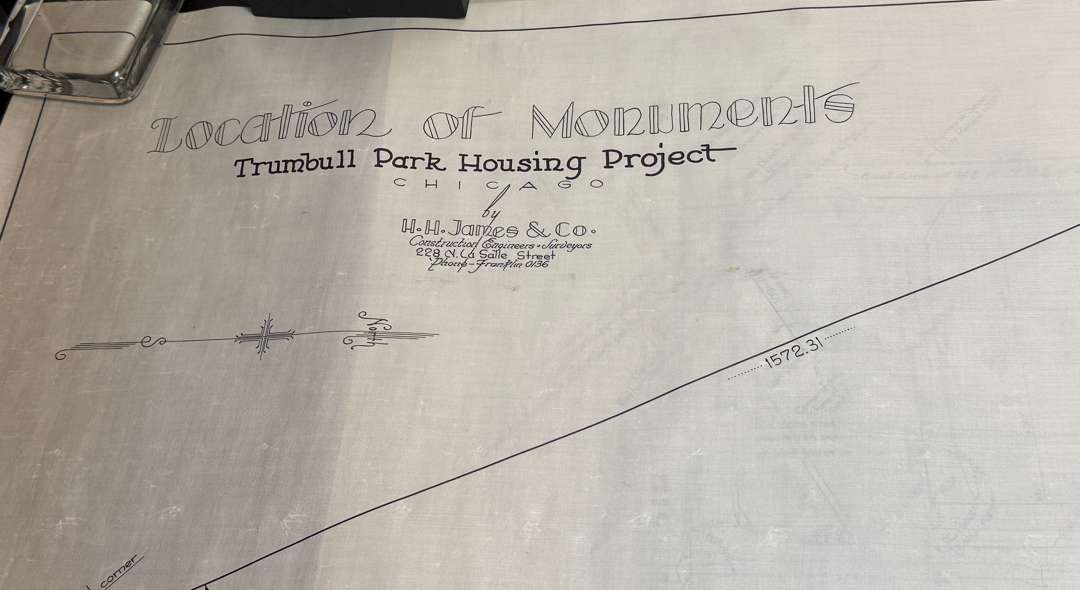 Location of Monuments
Trumbull Park Housing Project
CHICAGO
by
H.H. James & Co.
Construction Engineers • Surveyors
228 N. La Salle Street
Phone - Franklin 0136
North
1572.31
corner